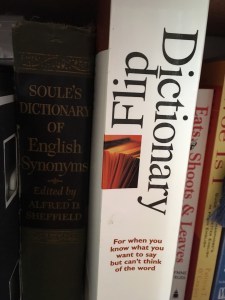 SOULE'S
DICTIONARY
OF
English
Synonyms
Edited by
ALFRED D.
SHEFFIELD
Flip
Dictionary
For when you
know what you
want to say
but can't think
of the word
Eats, Shoots & Leaves